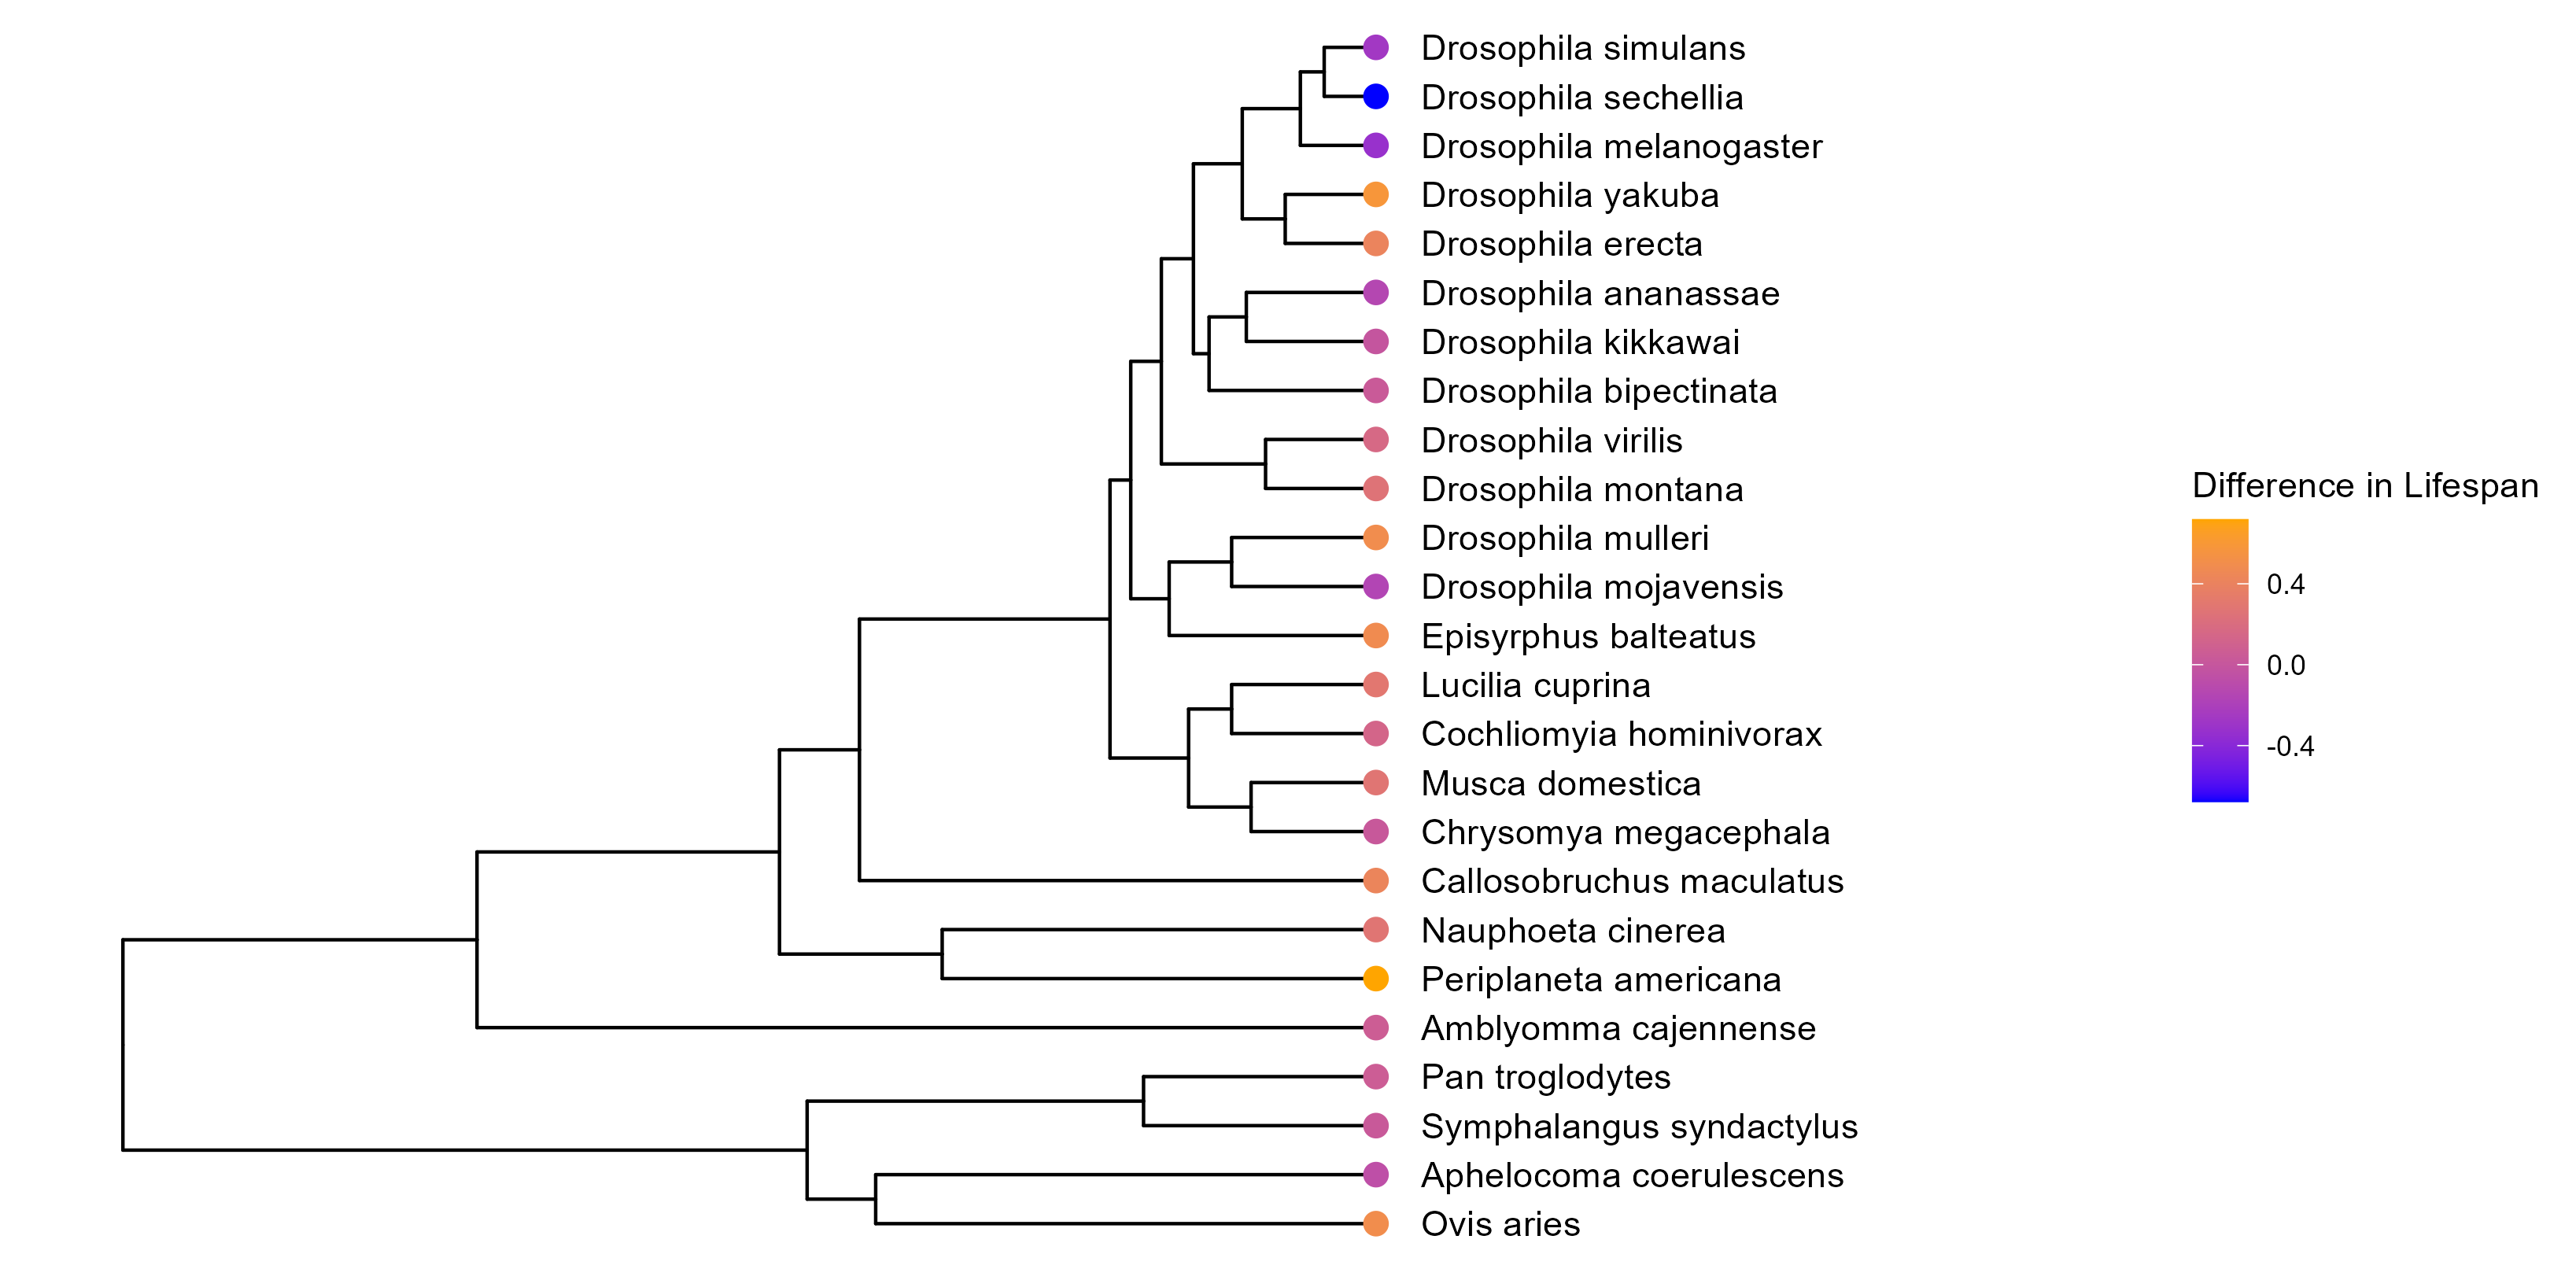 Drosophila simulans
Drosophila sechellia
Drosophila melanogaster
Drosophila yakuba
Drosophila erecta
Drosophila ananassae
Drosophila kikkawai
Drosophila bipectinata
Drosophila virilis
Drosophila montana
Drosophila mulleri
Drosophila mojavensis
Episyrphus balteatus
Lucilia cuprina
Cochliomyia hominivorax
Musca domestica
Chrysomya megacephala
Callosobruchus maculatus
Nauphoeta cinerea
Periplaneta americana
Amblyomma cajennense
Pan troglodytes
Symphalangus syndactylus
Aphelocoma coerulescens
Ovis aries
Difference in Lifespan
0.4
0.0
-0.4